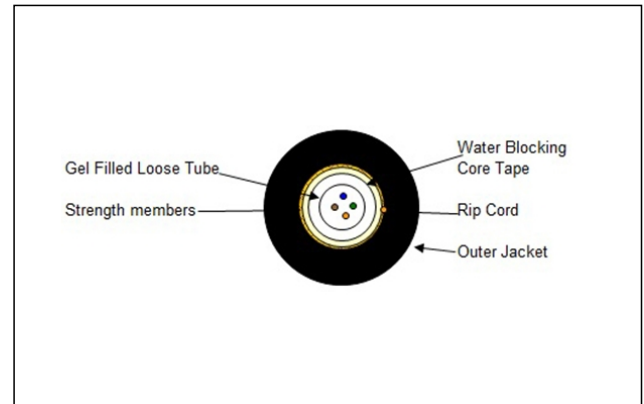 Gel Filled Loose Tube
Strength members
Water Blocking
Core Tape
Rip Cord
Outer Jacket